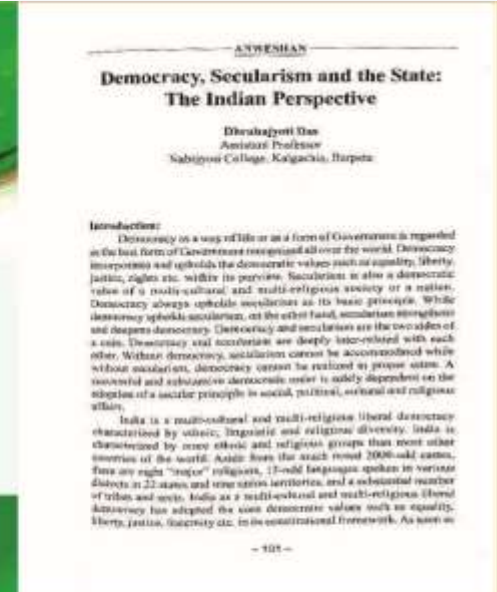 ANWESHAN
Democracy, Secularism and the State:
The Indian Perspective
Dhrubajyoti Das
Assistant Professor
Nabajyoti College, Kalgachia, Barpeta
Introduction:
Democracy as a way of life or as a form of Government is regarded
as the best form of Government recognised all over the world. Democracy
incorporates and upholds the democratic values such as equality, liberty,
justice, rights etc. within its purview. Secularism is also a democratic
value of a multi-cultural and multi-religious society or a nation.
Democracy always upholds secularism as its basic principle. While
democracy upholds secularism, on the other hand, secularism strengthens
and deepens democracy. Democracy and secularism are the two sides of
a coin. Democracy and secularism are deeply inter-related with each
other. Without democracy, secularism cannot be accommodated while
without secularism, democracy cannot be realized in proper sense. A
successful and substantive democratic order is solely dependent on the
adoption of a secular principle in social, political, cultural and religious
affairs.
India is a multi-cultural and multi-religious liberal democracy
characterized by ethnic, linguistic and religious diversity. India is
characterized by more ethnic and religious groups than most other
countries of the world. Aside from the much noted 2000-odd castes,
there are eight "major" religions, 15-odd languages spoken in various
dialects in 22 states and nine union territories, and a substantial number
of tribes and sects. India as a multi-cultural and multi-religious liberal
democracy has adopted the core democratic values such as equality,
liberty, justice, fraternity etc. in its constitutional framework. As soon as
– 101 –